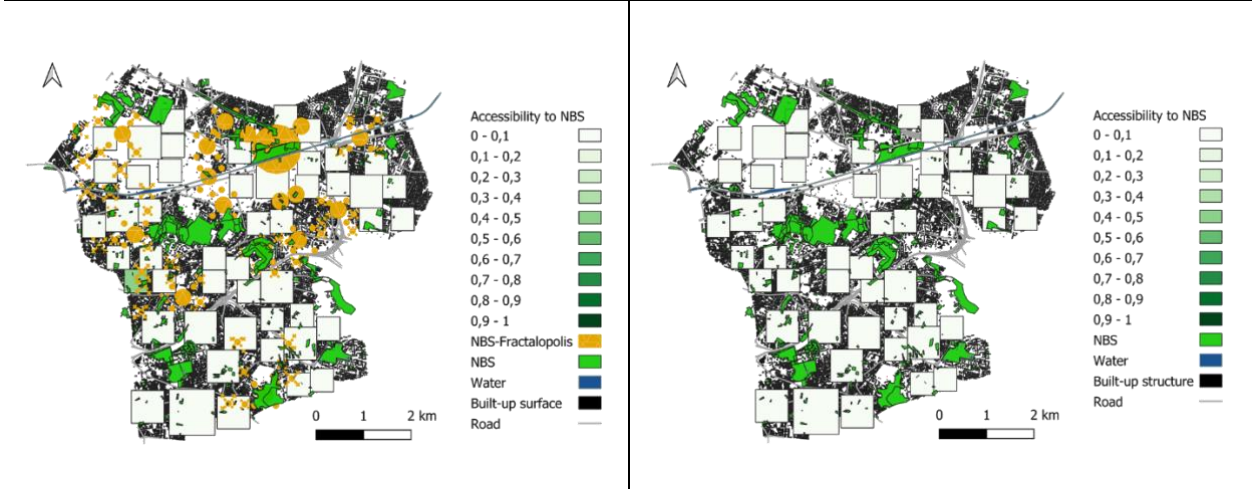 Accessibility to NBS
0 - 0,1
0,1 - 0,2
0,2 - 0,3
0,3 - 0,4
0,4 - 0,5
0,5 - 0,6
0,6 - 0,7
0,7 - 0,8
0,8 - 0,9
0,9 - 1
NBS-Fractalopolis
NBS
Water
Built-up surface
Road
0 1 2 km
Accessibility to NBS
0 - 0,1
0,1 - 0,2
0,2 - 0,3
0,3 - 0,4
0,4 - 0,5
0,5 - 0,6
0,6 - 0,7
0,7 - 0,8
0,8 - 0,9
0,9 - 1
NBS
Water
Built-up structure
Road
0 1 2 km